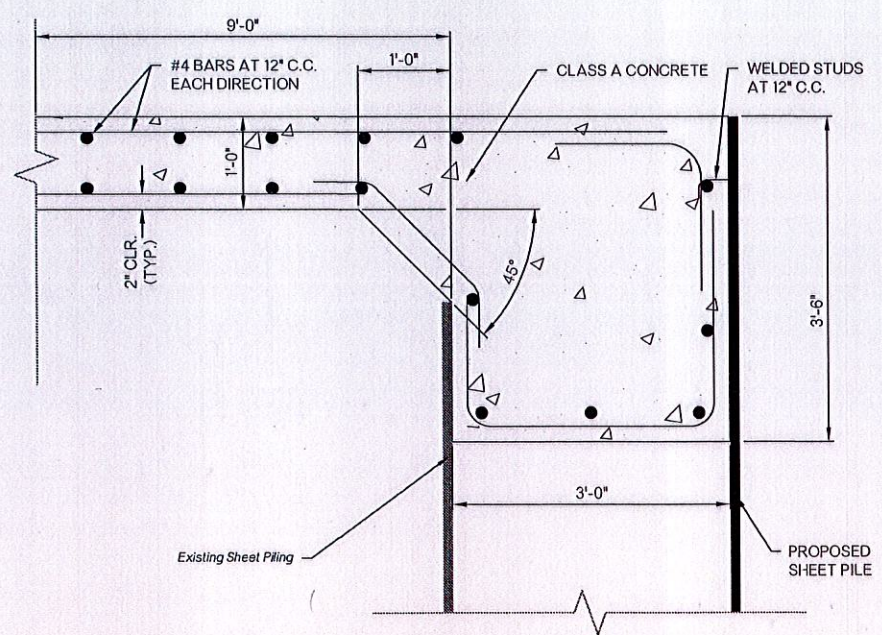 9'-0"
#4 BARS AT 12" C.C.
EACH DIRECTION
1'-0"
CLASS A CONCRETE
WELDED STUDS
AT 12" C.C.
1'-0"
2" CLR.
(TYP.)
45°
3'-6"
3'-0"
Existing Sheet Piling
PROPOSED
SHEET PILE